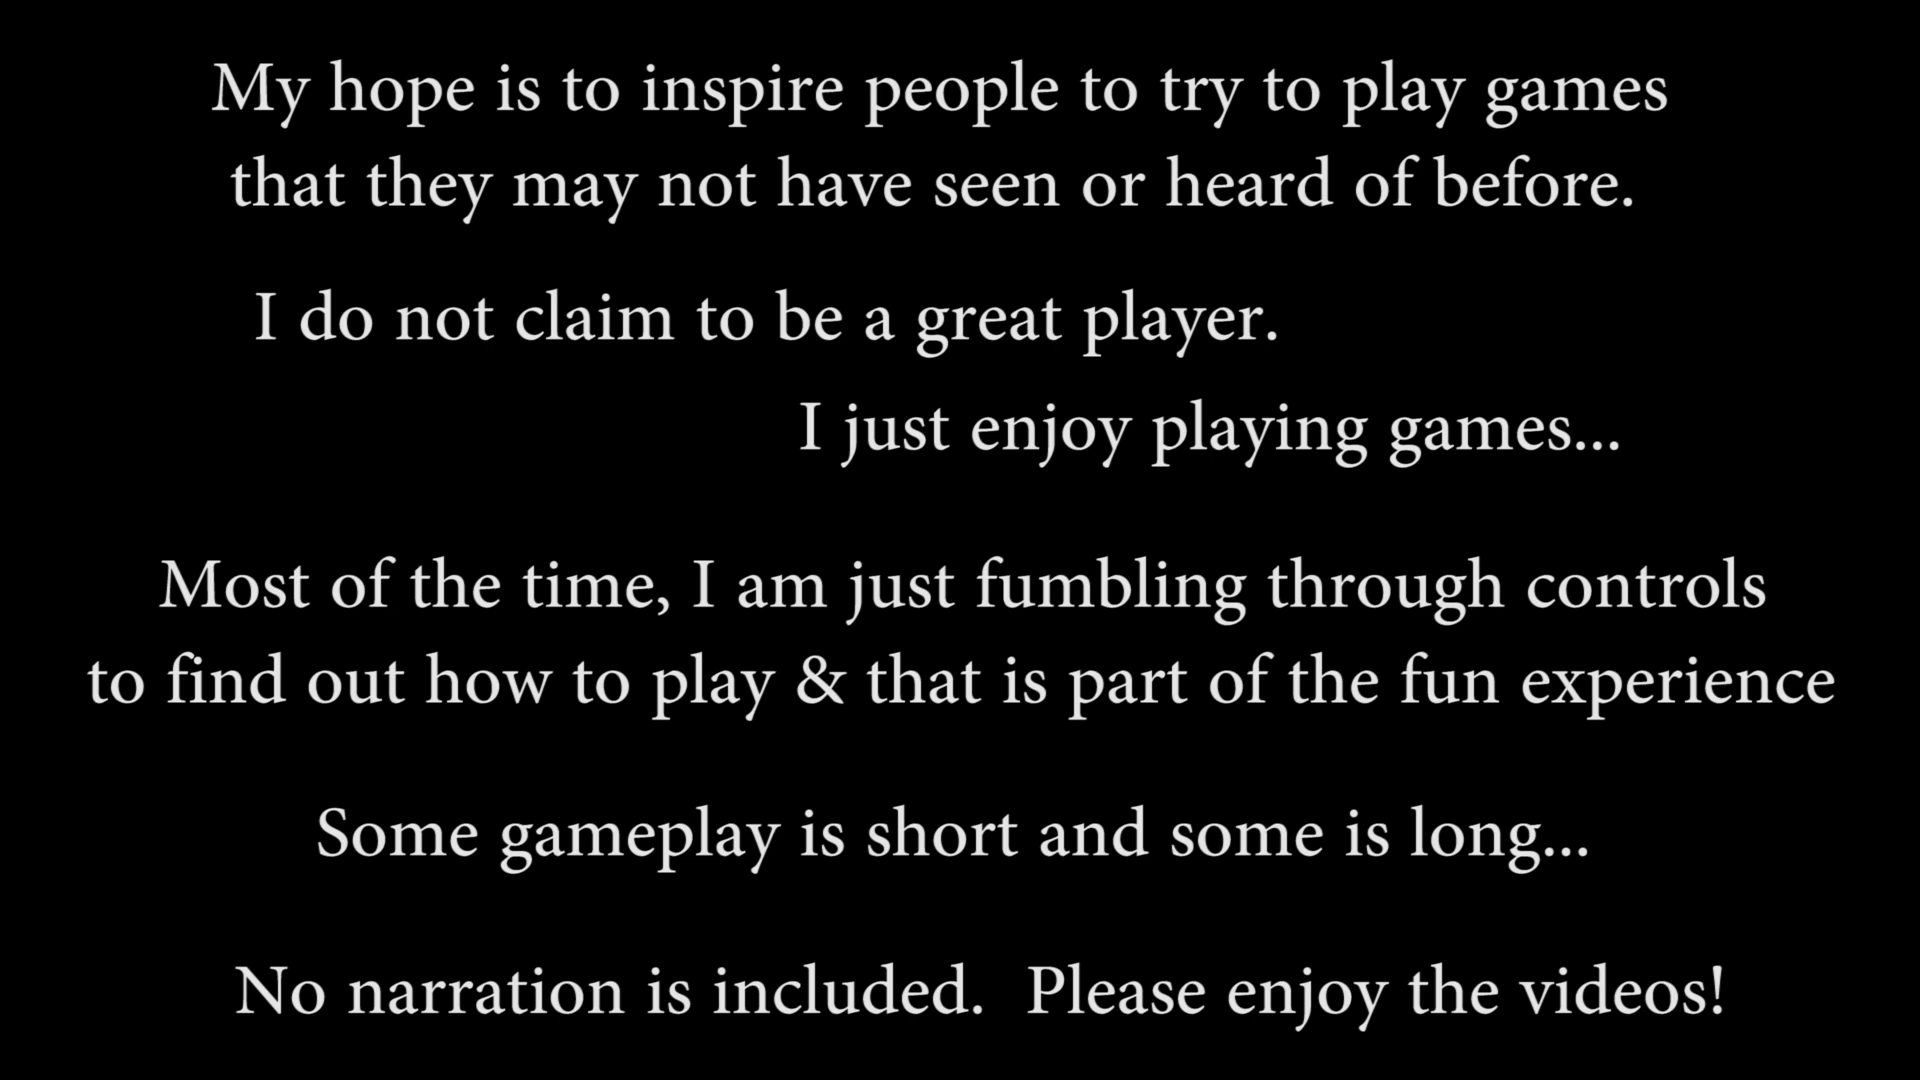 My hope is to inspire people to try to play games
that they may not have seen or heard of before.
I do not claim to be a great player.
I just enjoy playing games...
Most of the time, I am just fumbling through controls
to find out how to play & that is part of the fun experience
Some gameplay is short and some is long...
No narration is included.  Please enjoy the videos!